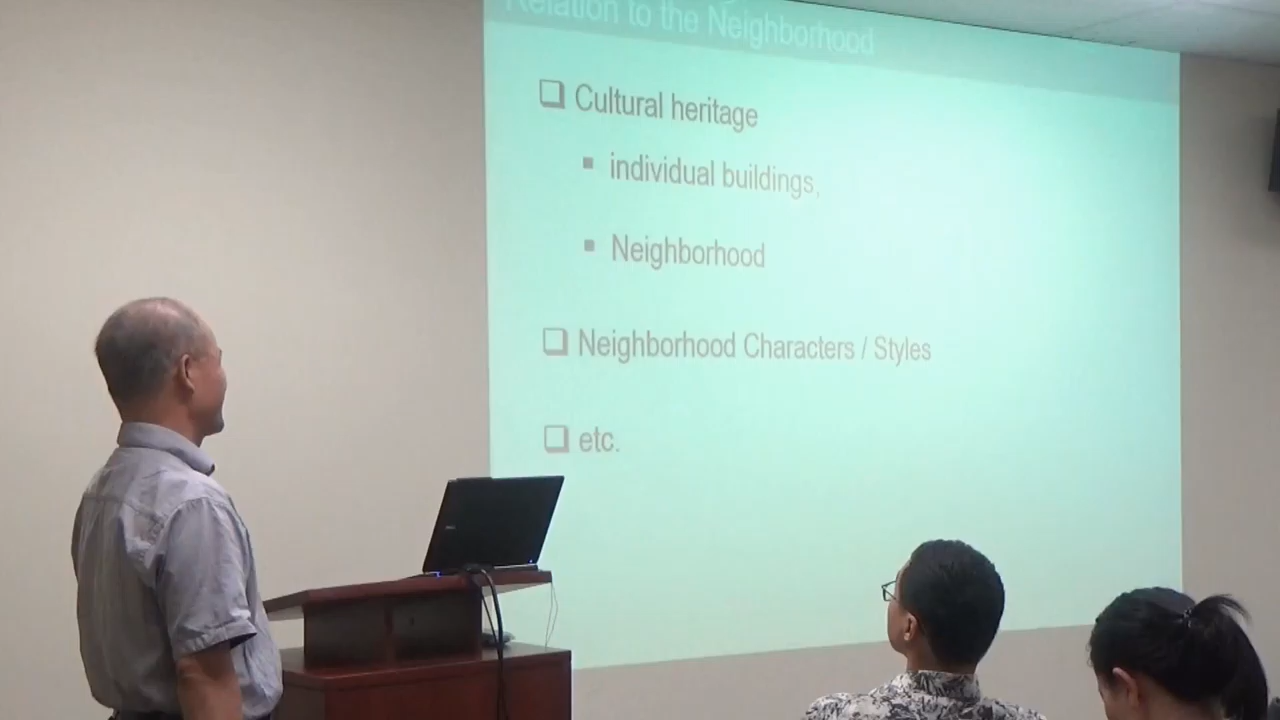 Relation to the Neighborhood
❑ Cultural heritage
▪ individual buildings,
▪ Neighborhood
❑ Neighborhood Characters / Styles
❑ etc.